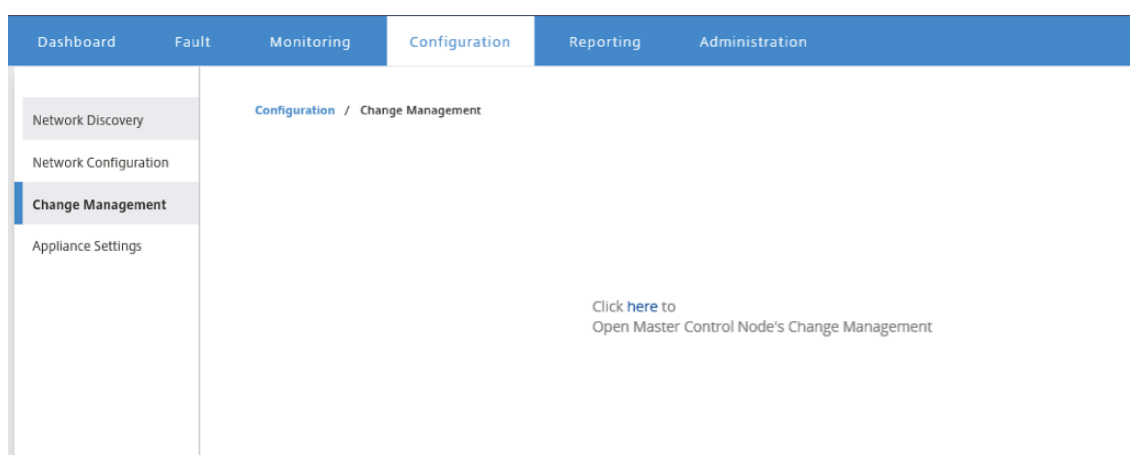 Dashboard Fault Monitoring Configuration Reporting Administration
Configuration / Change Management
Network Discovery
Network Configuration
Change Management
Appliance Settings
Click here to
Open Master Control Node's Change Management